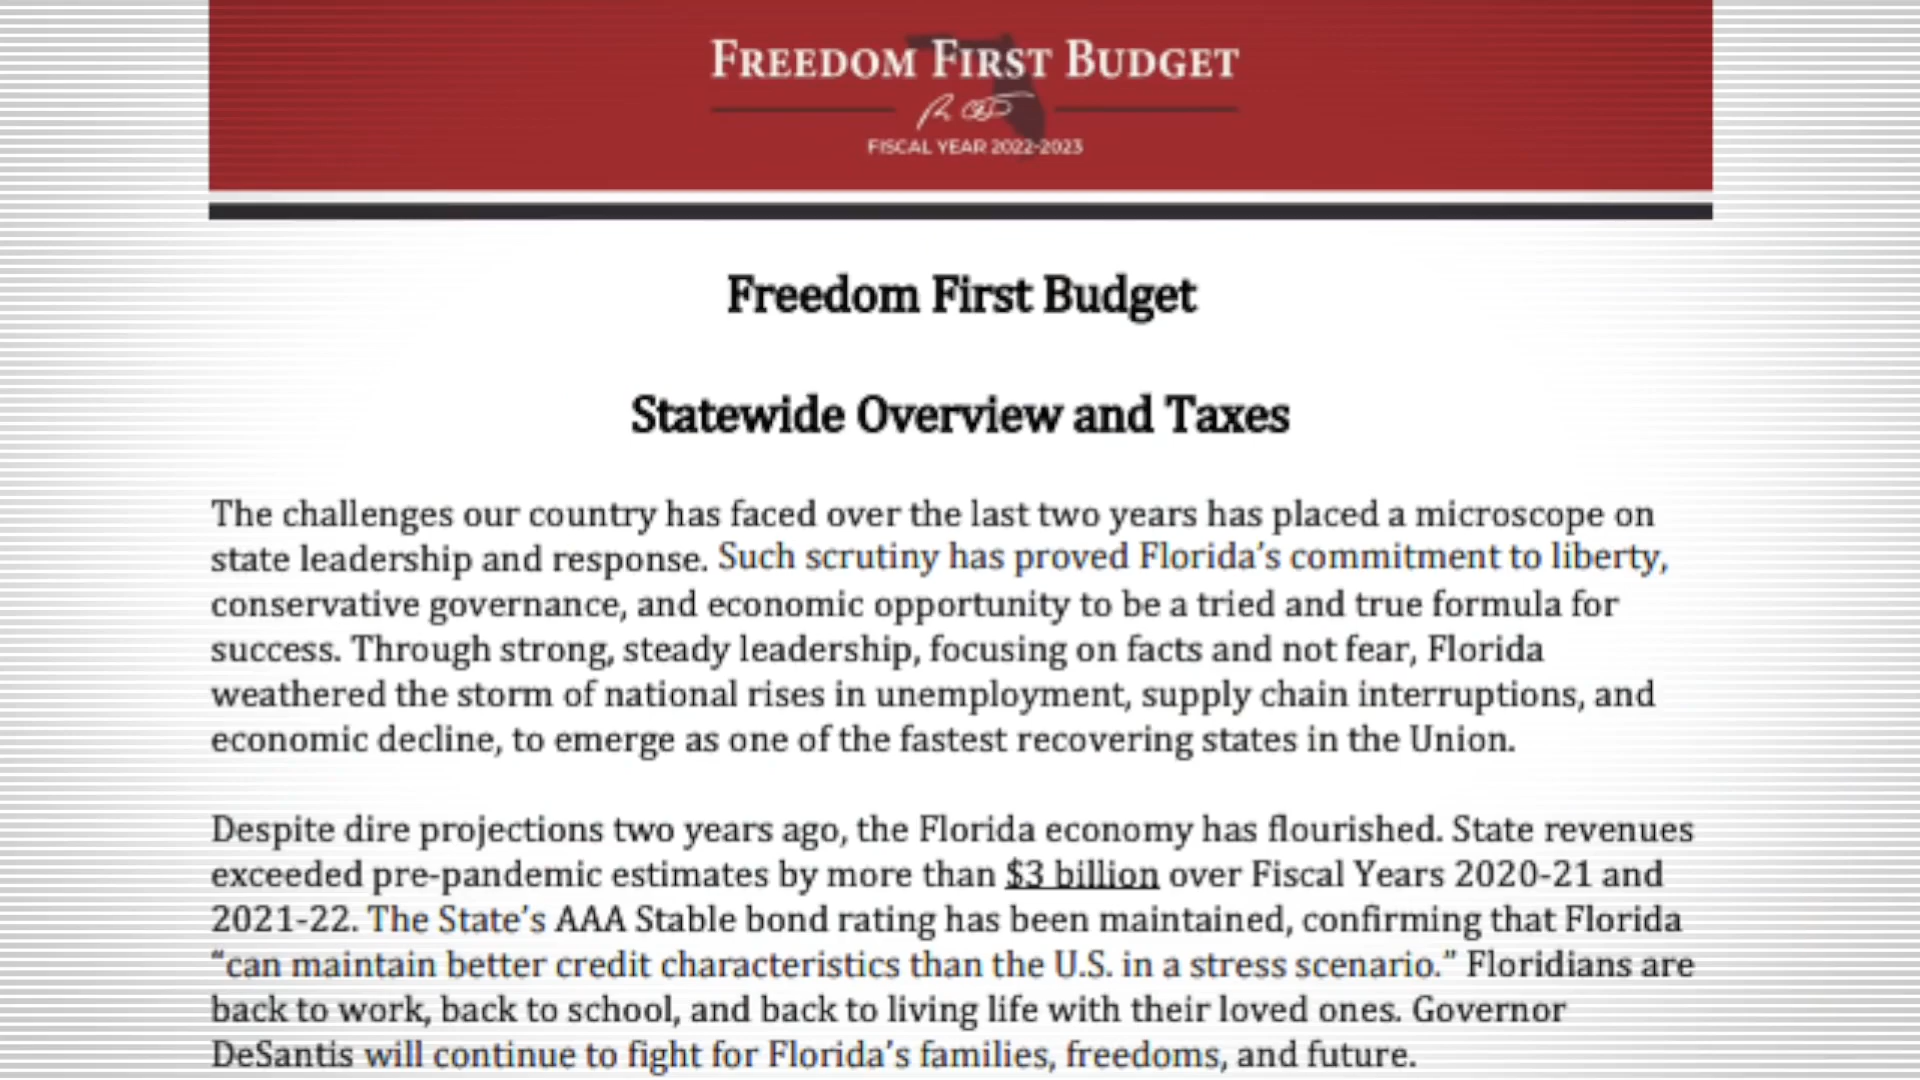 FREEDOM FIRST BUDGET
FISCAL YEAR 2022-2023
Freedom First Budget
Statewide Overview and Taxes
The challenges our country has faced over the last two years has placed a microscope on
state leadership and response. Such scrutiny has proved Florida’s commitment to liberty,
conservative governance, and economic opportunity to be a tried and true formula for
success. Through strong, steady leadership, focusing on facts and not fear, Florida
weathered the storm of national rises in unemployment, supply chain interruptions, and
economic decline, to emerge as one of the fastest recovering states in the Union.
Despite dire projections two years ago, the Florida economy has flourished. State revenues
exceeded pre-pandemic estimates by more than $3 billion over Fiscal Years 2020-21 and
2021-22. The State’s AAA Stable bond rating has been maintained, confirming that Florida
“can maintain better credit characteristics than the U.S. in a stress scenario.” Floridians are
back to work, back to school, and back to living life with their loved ones. Governor
DeSantis will continue to fight for Florida’s families, freedoms, and future.